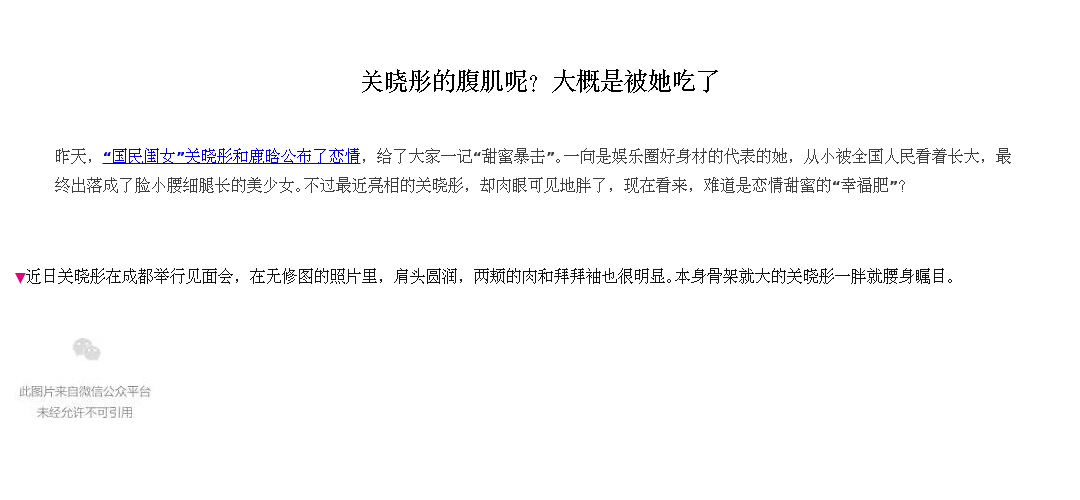 关晓彤的腹肌呢？大概是被她吃了
昨天，“国民闺女”关晓彤和鹿晗公布了恋情，给了大家一记“甜蜜暴击”。一向是娱乐圈好身材的代表的她，从小被全国人民看着长大，最
终出落成了脸小腰细腿长的美少女。不过最近亮相的关晓彤，却肉眼可见地胖了，现在看来，难道是恋情甜蜜的“幸福肥”？
▼近日关晓彤在成都举行见面会，在无修图的照片里，肩头圆润，两颊的肉和拜拜袖也很明显。本身骨架就大的关晓彤一胖就腰身瞩目。
此图片来自微信公众平台
未经允许不可引用